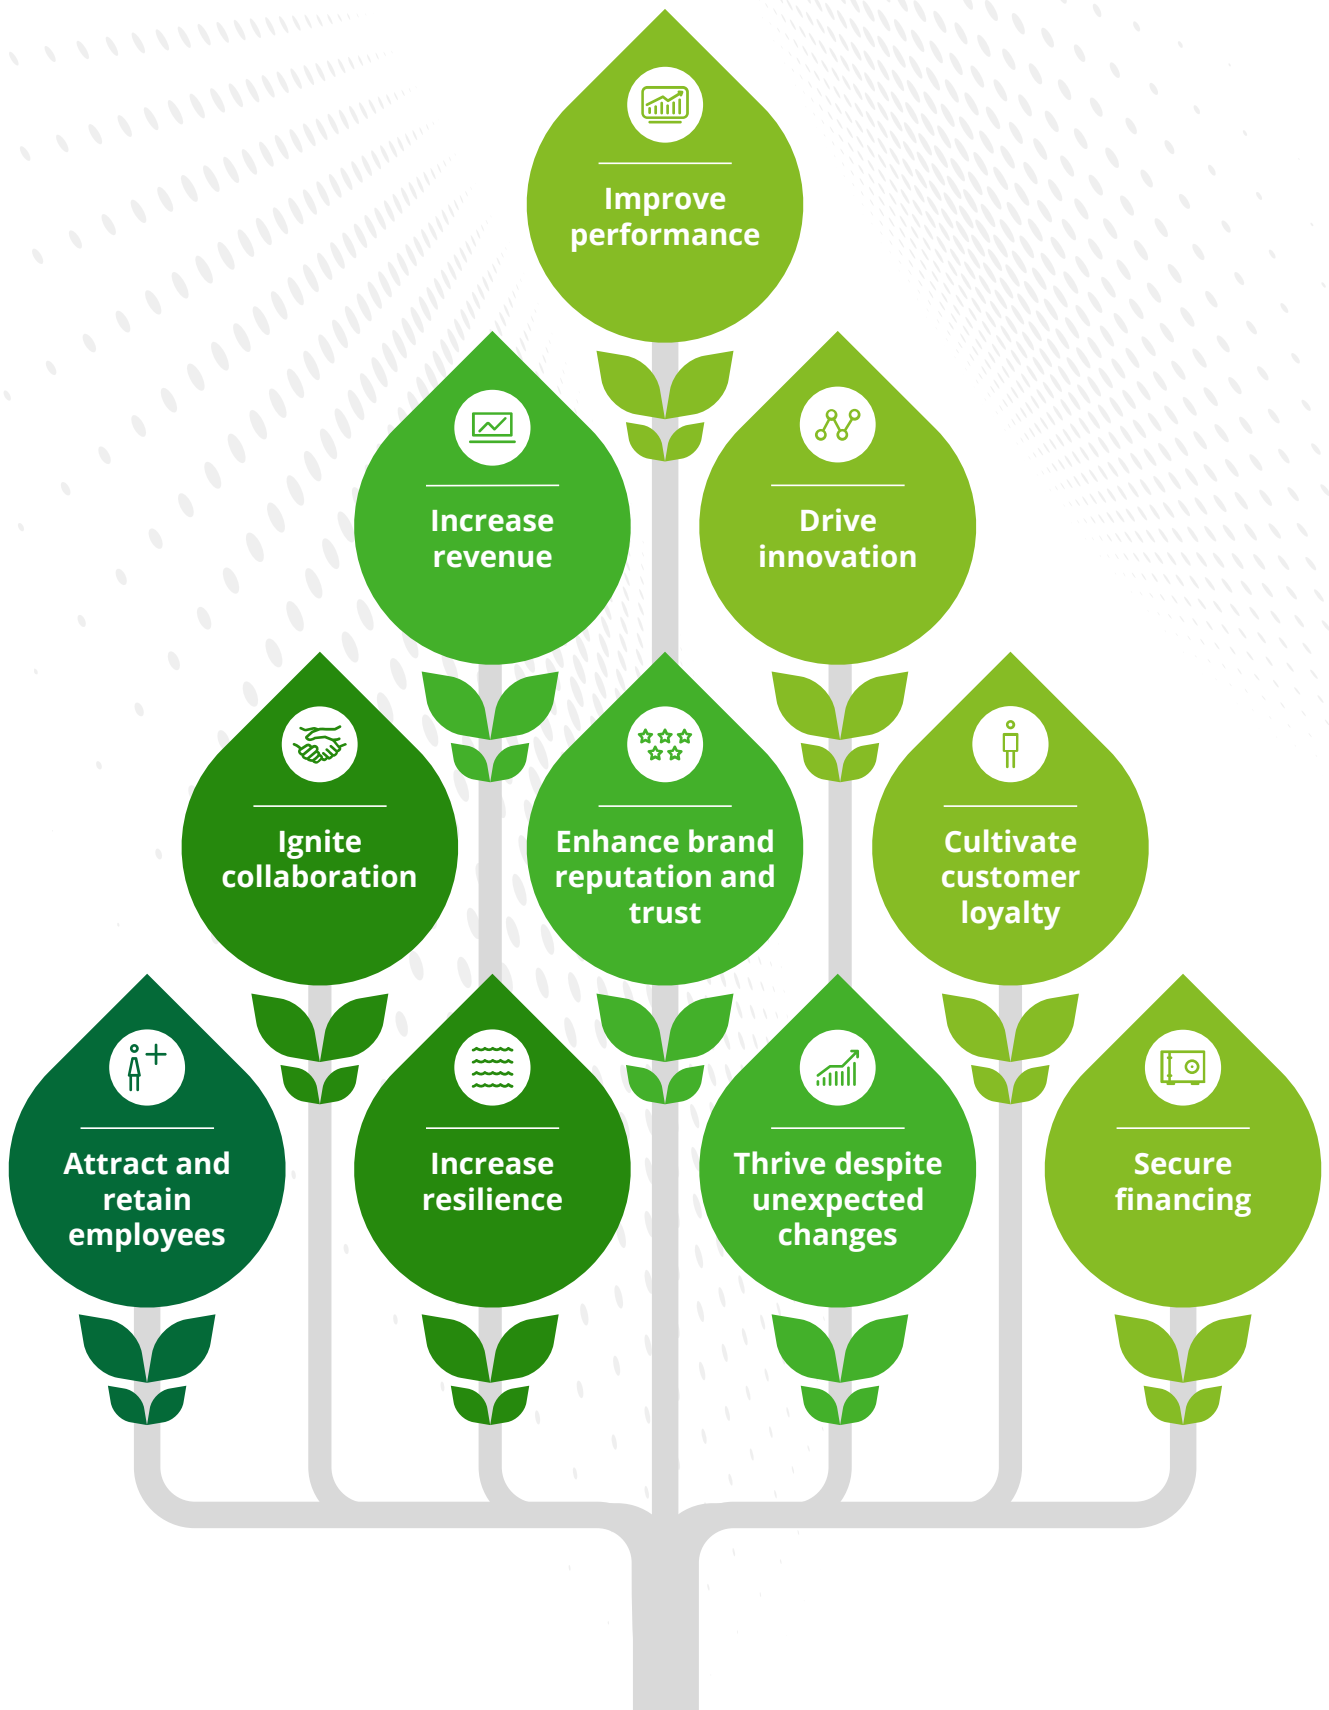 Improve
performance
Increase
revenue
Drive
innovation
Ignite
collaboration
Enhance brand
reputation and
trust
Cultivate
customer
loyalty
Attract and
retain
employees
Increase
resilience
Thrive despite
unexpected
changes
Secure
financing